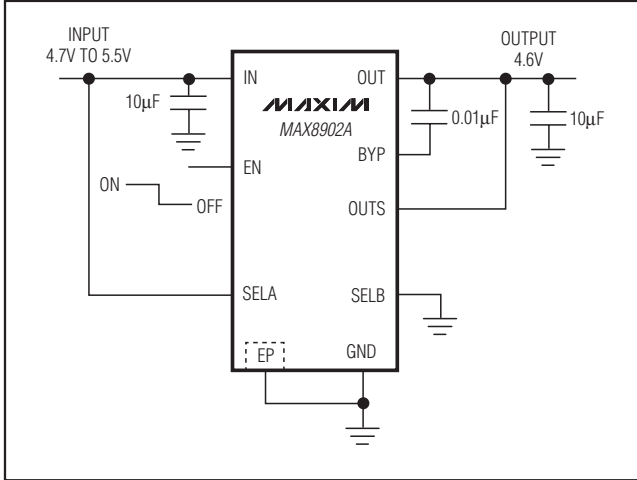 INPUT
4.7V TO 5.5V
OUTPUT
4.6V
IN
OUT
10µF
MAXIM
MAX8902A
0.01µF
10µF
BYP
EN
ON
OFF
OUTS
SELA
SELB
EP
GND